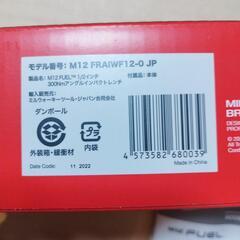 モデル番号: M12 FRAIWF12-0 JP
製品名: M12 FUEL™ 1/2インチ
300Nmアングルインパクトレンチ
付属品: 本体
輸入販売元:
ミルウォーキーツール・ジャパン合同会社
ダンボール
外装箱・緩衝材
内袋
4 573582 680039
Date Code: 11 2022
Made in China
FUEL